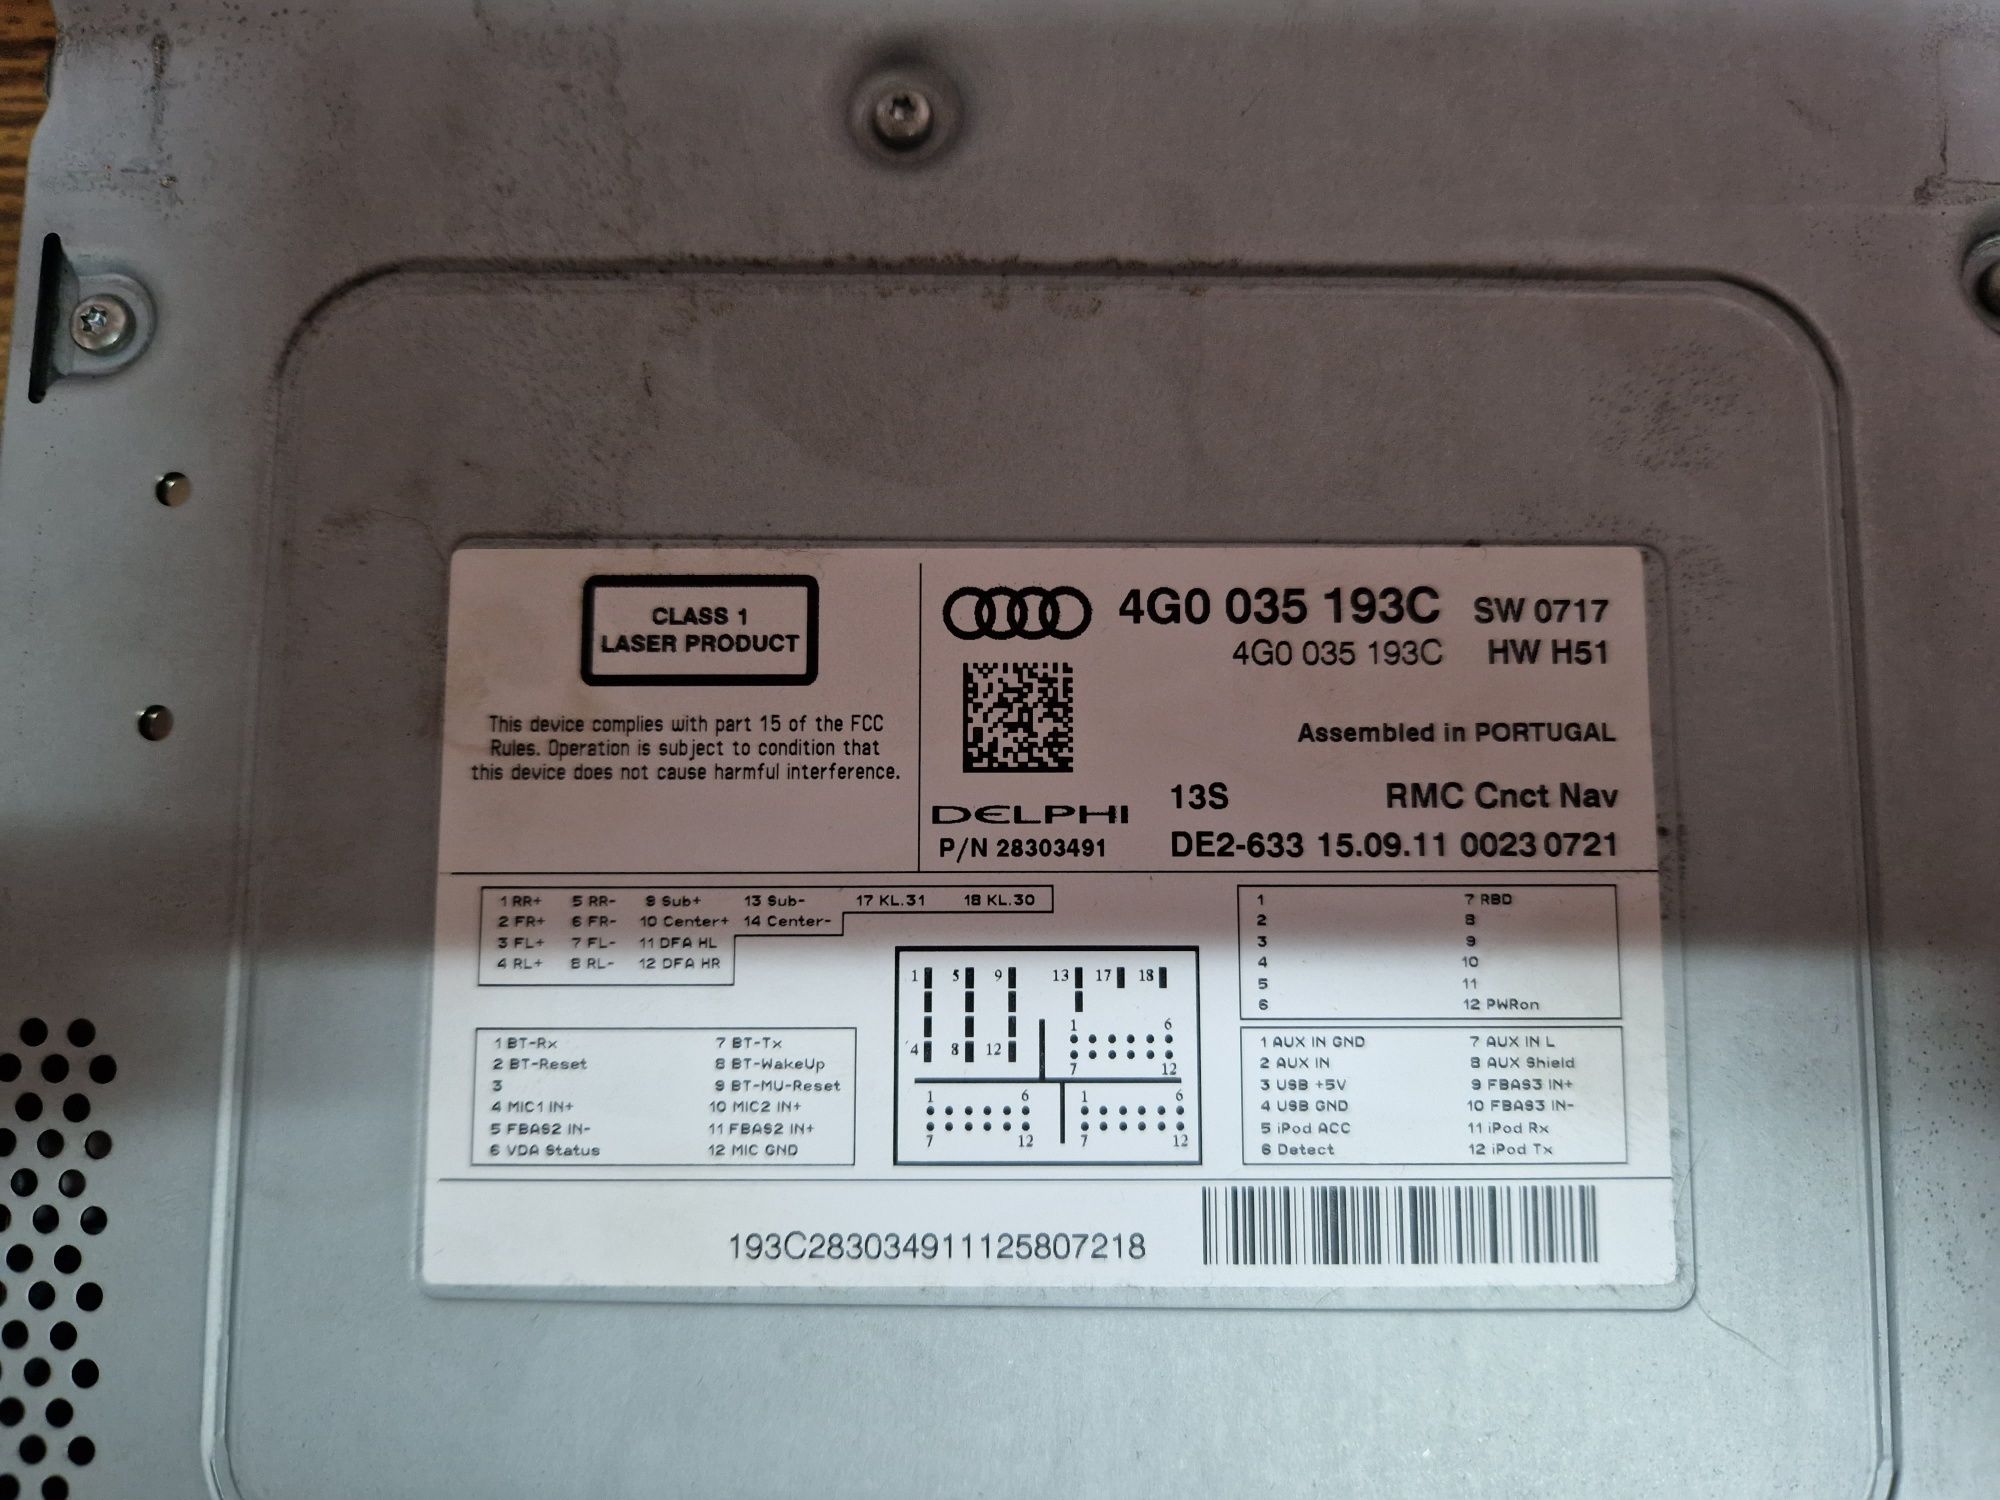 CLASS 1
LASER PRODUCT
This device complies with part 15 of the FCC
Rules. Operation is subject to condition that
this device does not cause harmful interference.
4G0 035 193C SW 0717
4G0 035 193C HW H51
Assembled in PORTUGAL
DELPHI 13S RMC Cnct Nav
P/N 28303491 DE2-633 15.09.11 0023 0721
1 RR+ 5 RR- 9 Sub+ 13 Sub- 17 KL.31 18 KL.30
2 FR+ 6 FR- 10 Center+ 14 Center-
3 FL+ 7 FL- 11 DFA HL
4 RL+ 8 RL- 12 DFA HR
1 BT-Rx 7 BT-Tx
2 BT-Reset 8 BT-WakeUp
3 9 BT-MU-Reset
4 MIC1 IN+ 10 MIC2 IN+
5 FBAS2 IN- 11 FBAS2 IN+
6 VDA Status 12 MIC GND
1 5 9 13 17 18
4 8 12
1 6
7 12
1 6 1 6
7 12 7 12
1 7 RBD
2 8
3 9
4 10
5 11
6 12 PWRon
1 AUX IN GND 7 AUX IN L
2 AUX IN 8 AUX Shield
3 USB +5V 9 FBAS3 IN+
4 USB GND 10 FBAS3 IN-
5 iPod ACC 11 iPod Rx
6 Detect 12 iPod Tx
193C283034911125807218